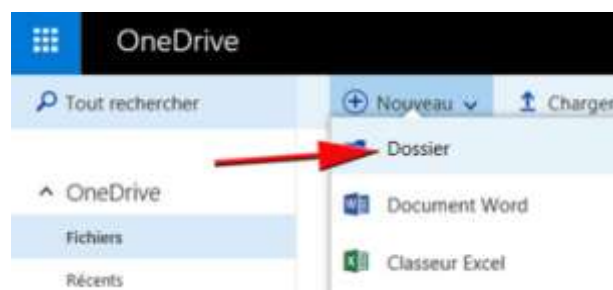 OneDrive
Tout rechercher
Nouveau
Charger
Dossier
OneDrive
Document Word
Fichiers
Classeur Excel
Récents